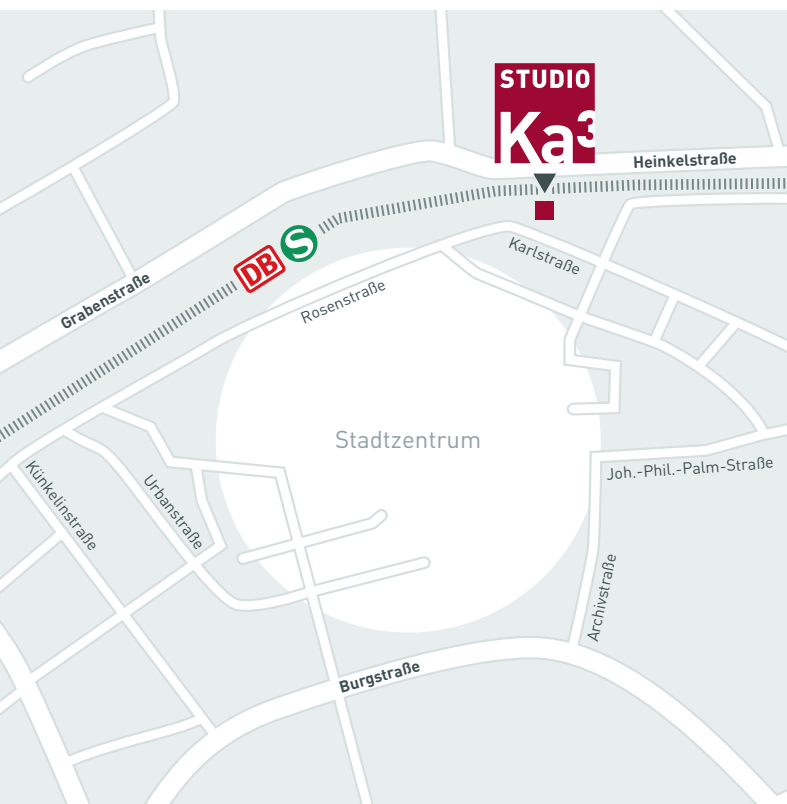 STUDIO
Ka³
Heinkelstraße
Karlstraße
DB
S
Grabenstraße
Rosenstraße
Stadtzentrum
Joh.-Phil.-Palm-Straße
Künkelinstraße
Urbanstraße
Archivstraße
Burgstraße